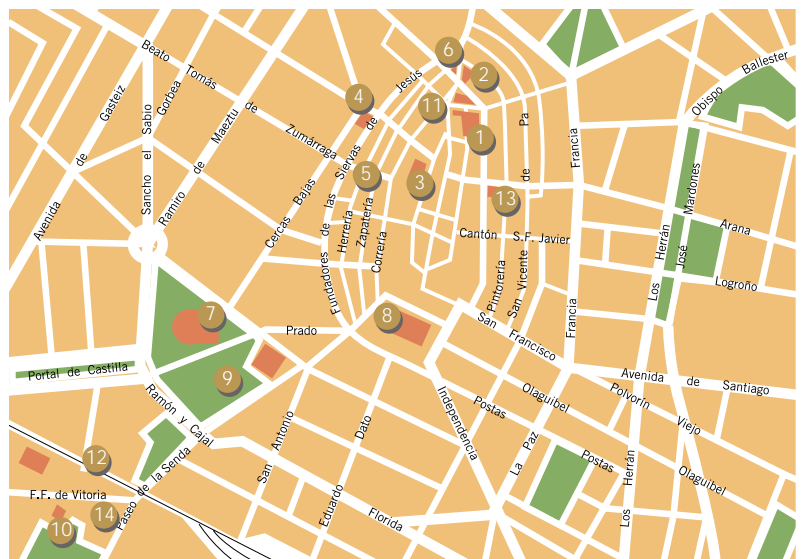 Beato Tomás de Zumárraga
Obispo Ballester
Jesús
6
2
4
11
1
Avenida de Gasteiz
Sancho el Sabio
Gorbea
Ramiro de Maeztu
Cercas Bajas
Fundadores de las Siervas de
5
3
13
Pa de
Francia
Los Herrán
José Mardones
Arana
Herrería
Zapatería
Correría
Cantón S.F. Javier
Pintorería
San Vicente
Logroño
Francia
7
8
Prado
San Francisco
Portal de Castilla
9
Avenida de Santiago
Ramón y Cajal
Independencia
Postas
Olaguibel
Polvorín Viejo
San Antonio
Dato
La Paz
Postas
Los Herrán
Olaguibel
12
F.F. de Vitoria
Paseo de la Senda
Eduardo
Florida
14
10